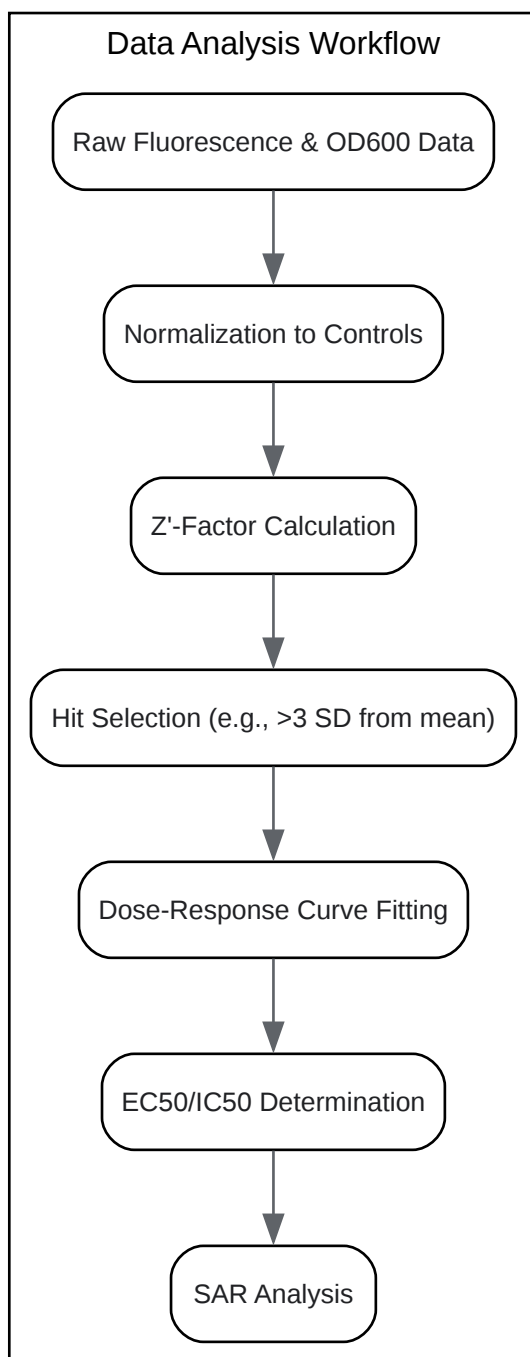 Data Analysis Workflow
Raw Fluorescence & OD600 Data
Normalization to Controls
Z'-Factor Calculation
Hit Selection (e.g., >3 SD from mean)
Dose-Response Curve Fitting
EC50/IC50 Determination
SAR Analysis